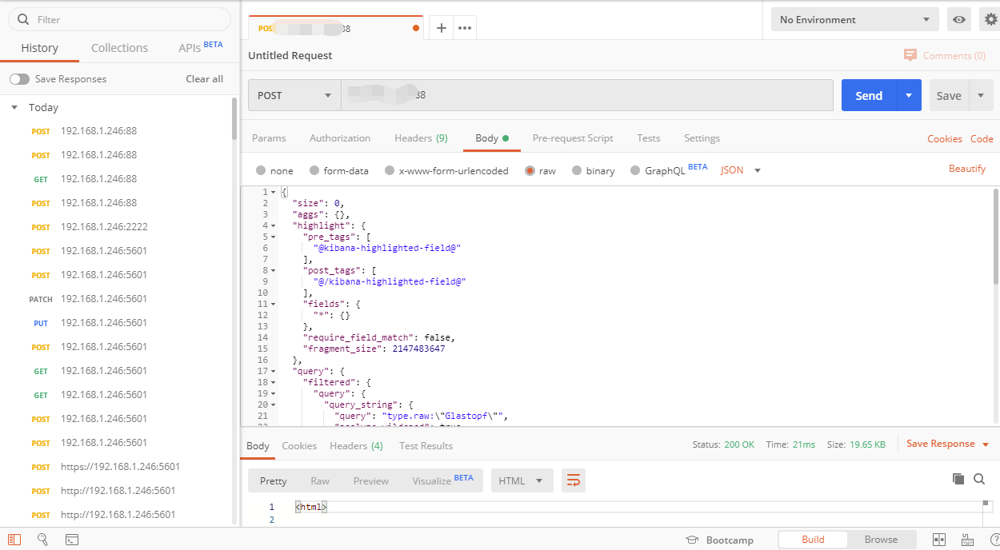 Filter
History Collections APIs BETA
Save Responses Clear all
Today
POST 192.168.1.246:88
POST 192.168.1.246:88
GET 192.168.1.246:88
POST 192.168.1.246:88
POST 192.168.1.246:2222
POST 192.168.1.246:5601
POST 192.168.1.246:5601
PATCH 192.168.1.246:5601
PUT 192.168.1.246:5601
POST 192.168.1.246:5601
GET 192.168.1.246:5601
GET 192.168.1.246:5601
POST 192.168.1.246:5601
POST 192.168.1.246:5601
POST https://192.168.1.246:5601
POST http://192.168.1.246:5601
POST http://192.168.1.246:5601
No Environment
Untitled Request
Comments (0)
POST
Send Save
Params Authorization Headers (9) Body Pre-request Script Tests Settings Cookies Code
none form-data x-www-form-urlencoded raw binary GraphQL BETA JSON Beautify
1 {
2 "size": 0,
3 "aggs": {},
4 "highlight": {
5 "pre_tags": [
6 "@kibana-highlighted-field@"
7 ],
8 "post_tags": [
9 "@/kibana-highlighted-field@"
10 ],
11 "fields": {
12 "*": {}
13 },
14 "require_field_match": false,
15 "fragment_size": 2147483647
16 },
17 "query": {
18 "filtered": {
19 "query": {
20 "query_string": {
21 "query": "type.raw:\"Glastopf\"",
Body Cookies Headers (4) Test Results Status: 200 OK Time: 21ms Size: 19.65 KB Save Response
Pretty Raw Preview Visualize BETA HTML
1 <html>
2
Bootcamp Build Browse